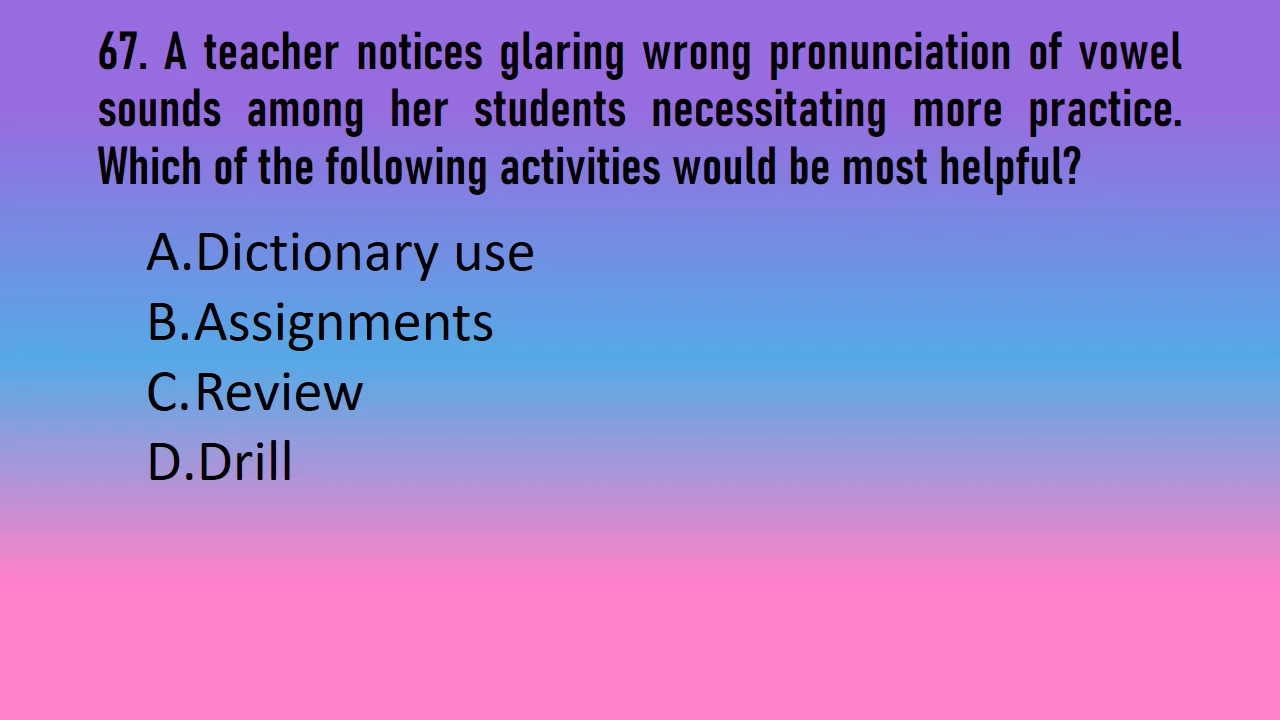 67. A teacher notices glaring wrong pronunciation of vowel
sounds among her students necessitating more practice.
Which of the following activities would be most helpful?
A.Dictionary use
B.Assignments
C.Review
D.Drill